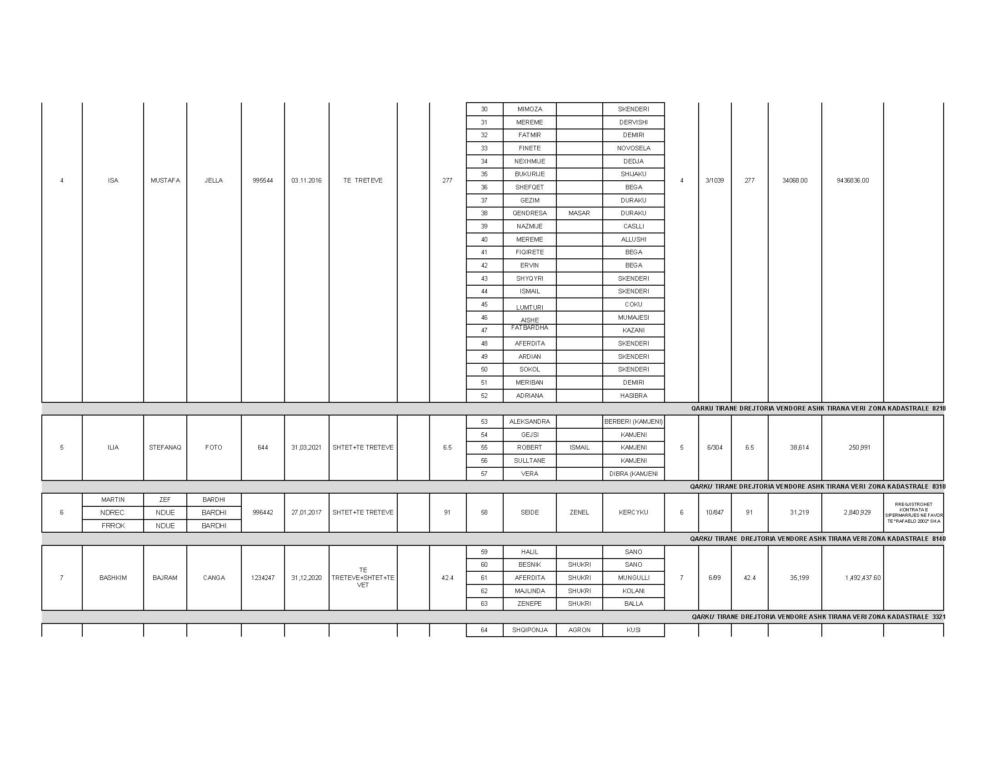 30 MIMOZA SKENDERI
31 MEREME DERVISHI
32 FATMIR DEMIRI
33 FINETE NOVOSELA
34 NEXHMIJE DEDJA
35 BUKURIJE SHIJAKU
4 ISA MUSTAFA JELLA 995544 03.11.2016 TE TRETEVE 277 4 3/1039 277 34068.00 9436836.00
36 SHEFQET BEGA
37 GEZIM DURAKU
38 QENDRESA MASAR DURAKU
39 NAZMIJE CASLLI
40 MEREME ALLUSHI
41 FIQIRETE BEGA
42 ERVIN BEGA
43 SHYQYRI SKENDERI
44 ISMAIL SKENDERI
45 LUMTURI COKU
46 AISHE MUMAJESI
47 FATBARDHA KAZANI
48 AFERDITA SKENDERI
49 ARDIAN SKENDERI
50 SOKOL SKENDERI
51 MERIBAN DEMIRI
52 ADRIANA HASIBRA
QARKU TIRANE DREJTORIA VENDORE ASHK TIRANA VERI ZONA KADASTRALE 8210
53 ALEKSANDRA BERBERI (KAMJENI)
54 GEJSI KAMJENI
5 ILIA STEFANAQ FOTO 644 31,03,2021 SHTET+TE TRETEVE 6.5 55 ROBERT ISMAIL KAMJENI 5 6/304 6.5 38,614 250,991
56 SULLTANE KAMJENI
57 VERA DIBRA (KAMJENI
QARKU TIRANE DREJTORIA VENDORE ASHK TIRANA VERI ZONA KADASTRALE 8310
MARTIN ZEF BARDHI
6 NDREC NDUE BARDHI 996442 27,01,2017 SHTET+TE TRETEVE 91 58 SEIDE ZENEL KERCYKU 6 10/847 91 31,219 2,840,929
RREGJISTROHET
KONTRATA E
SIPERMARRJES NE FAVOR
TE "RAFAELO 2002" SH.A
FRROK NDUE BARDHI
QARKU TIRANE DREJTORIA VENDORE ASHK TIRANA VERI ZONA KADASTRALE 8140
59 HALIL SANO
60 BESNIK SHUKRI SANO
7 BASHKIM BAJRAM CANGA 1234247 31,12,2020
TE
TRETEVE+SHTET+TE
VET
42.4 61 AFERDITA SHUKRI MUNGULLI 7 6/99 42.4 35,199 1,492,437.60
62 MAJLINDA SHUKRI KOLANI
63 ZENEPE SHUKRI BALLA
QARKU TIRANE DREJTORIA VENDORE ASHK TIRANA VERI ZONA KADASTRALE 3321
64 SHQIPONJA AGRON KUSI